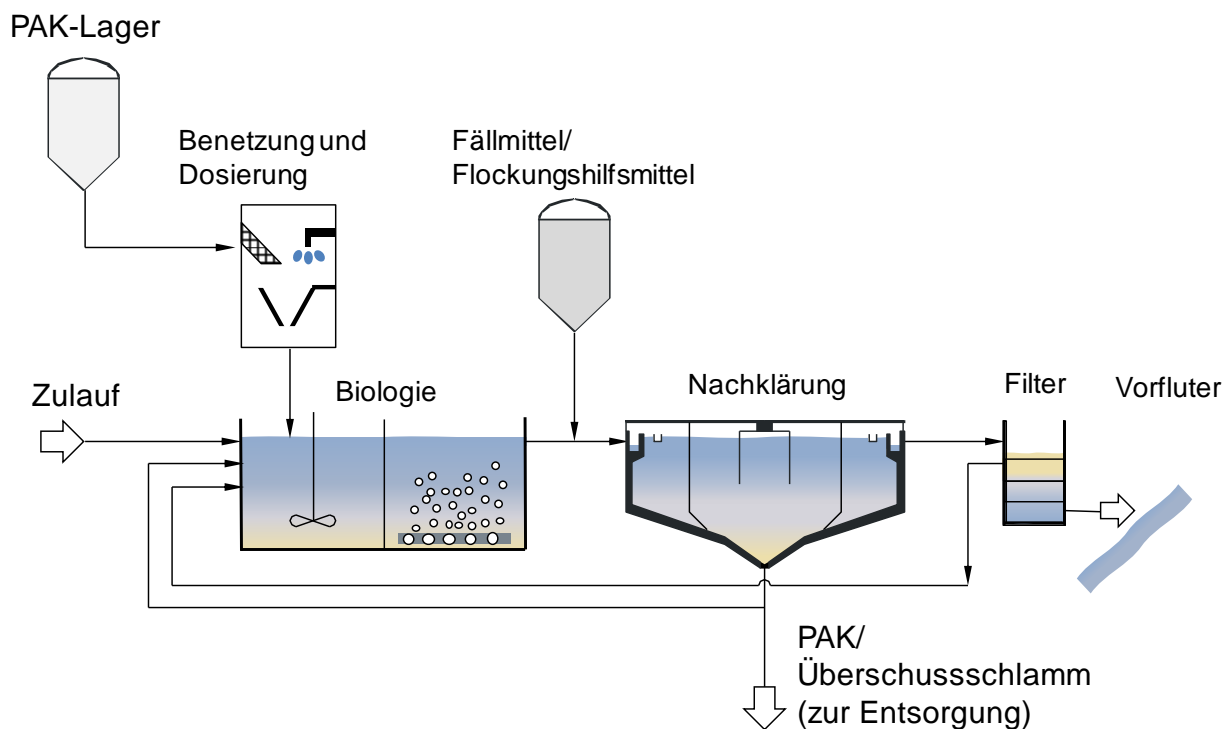 PAK-Lager
Benetzung und
Dosierung
Fällmittel/
Flockungshilfsmittel
Zulauf
Biologie
Nachklärung
Filter
Vorfluter
PAK/
Überschussschlamm
(zur Entsorgung)